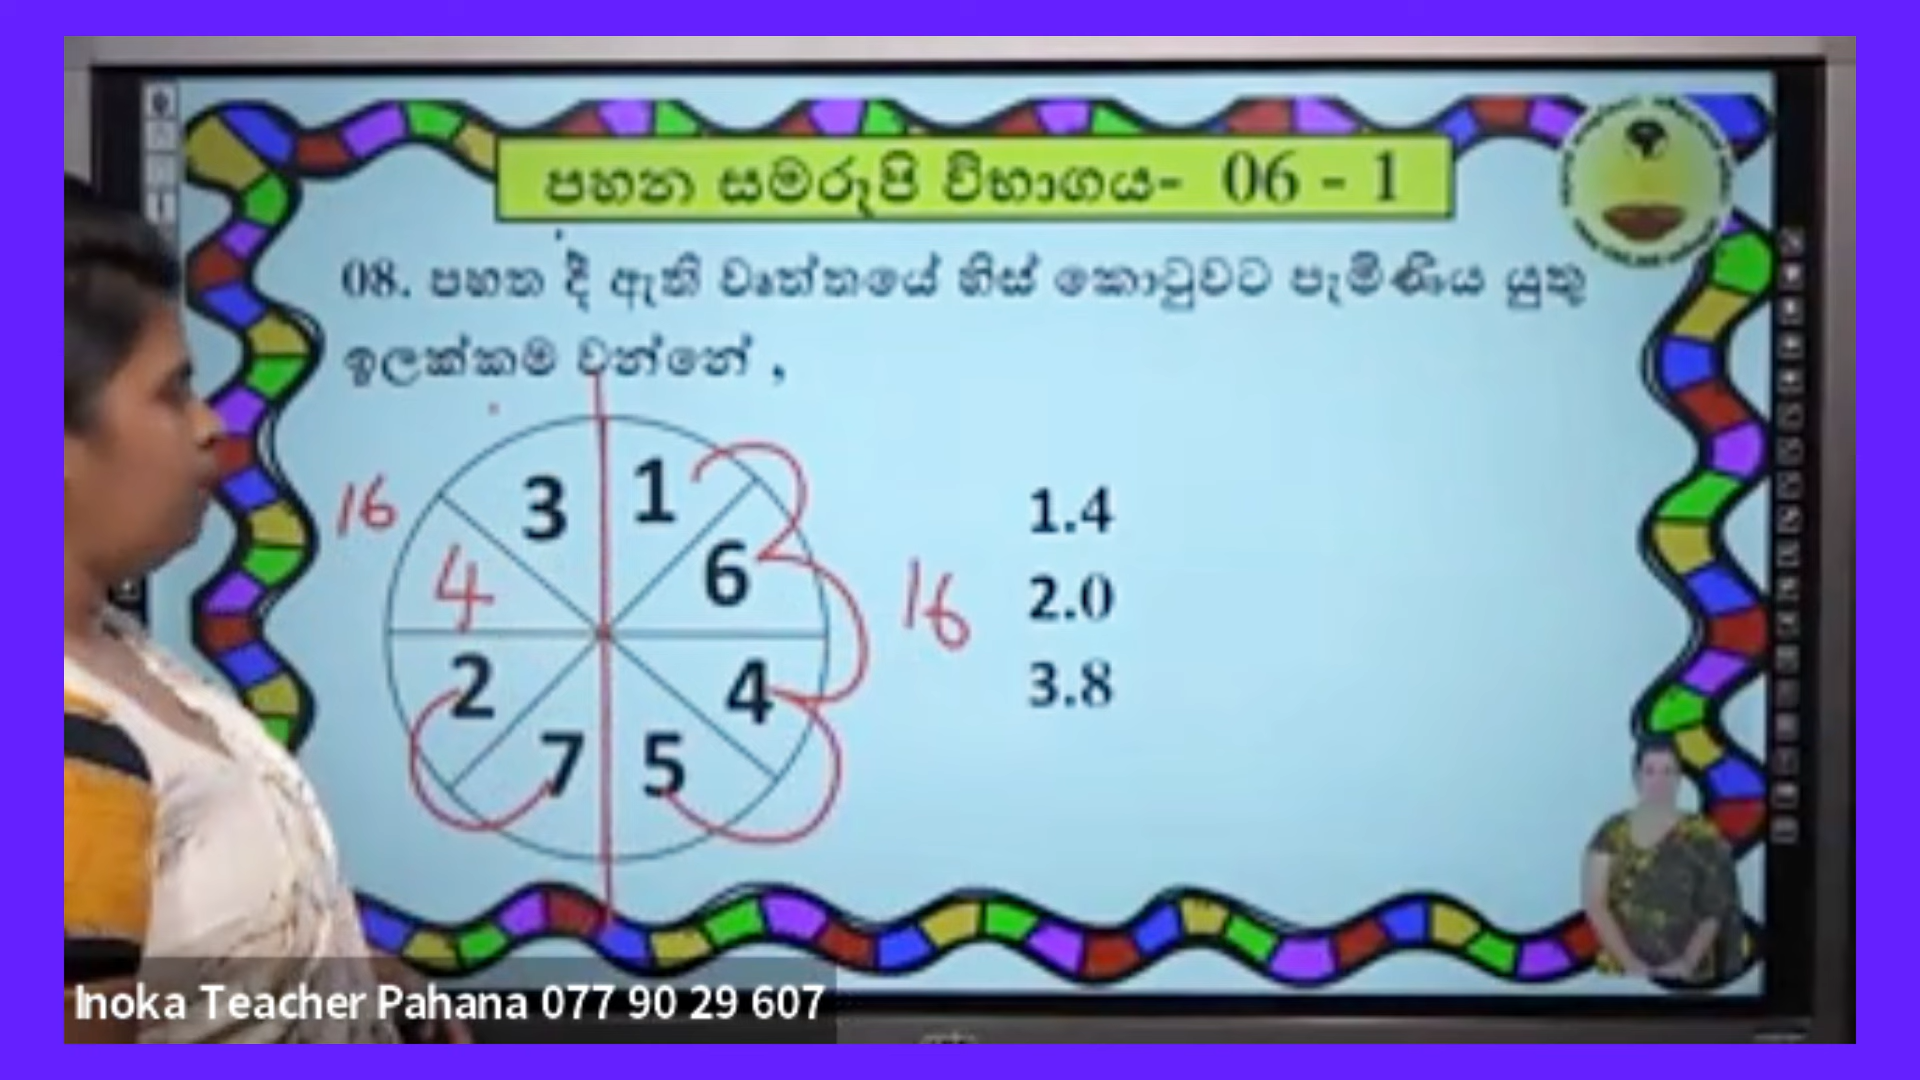 පහන සමරූපි විභාගය- 06 - 1
08. පහත දී ඇති වෘත්තයේ හිස් කොටුවට පැමිණිය යුතු
ඉලක්කම වන්නේ ,
3 1
16 4 6 16
2 4
7 5
1.4
2.0
3.8
Inoka Teacher Pahana 077 90 29 607